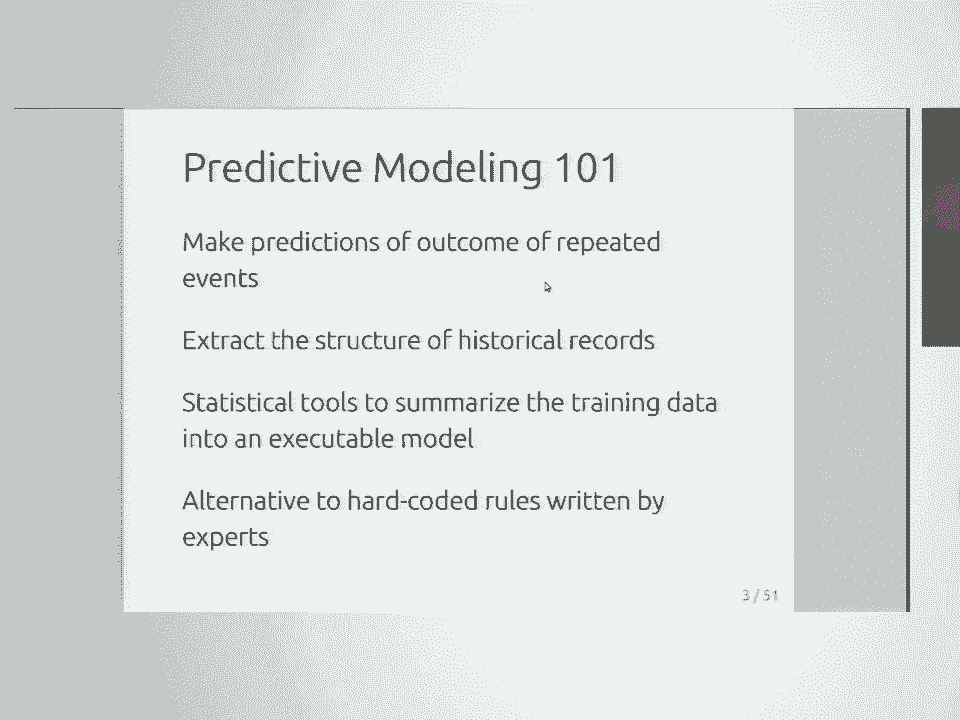 Predictive Modeling 101
Make predictions of outcome of repeated
events
Extract the structure of historical records
Statistical tools to summarize the training data
into an executable model
Alternative to hard-coded rules written by
experts
3 / 51